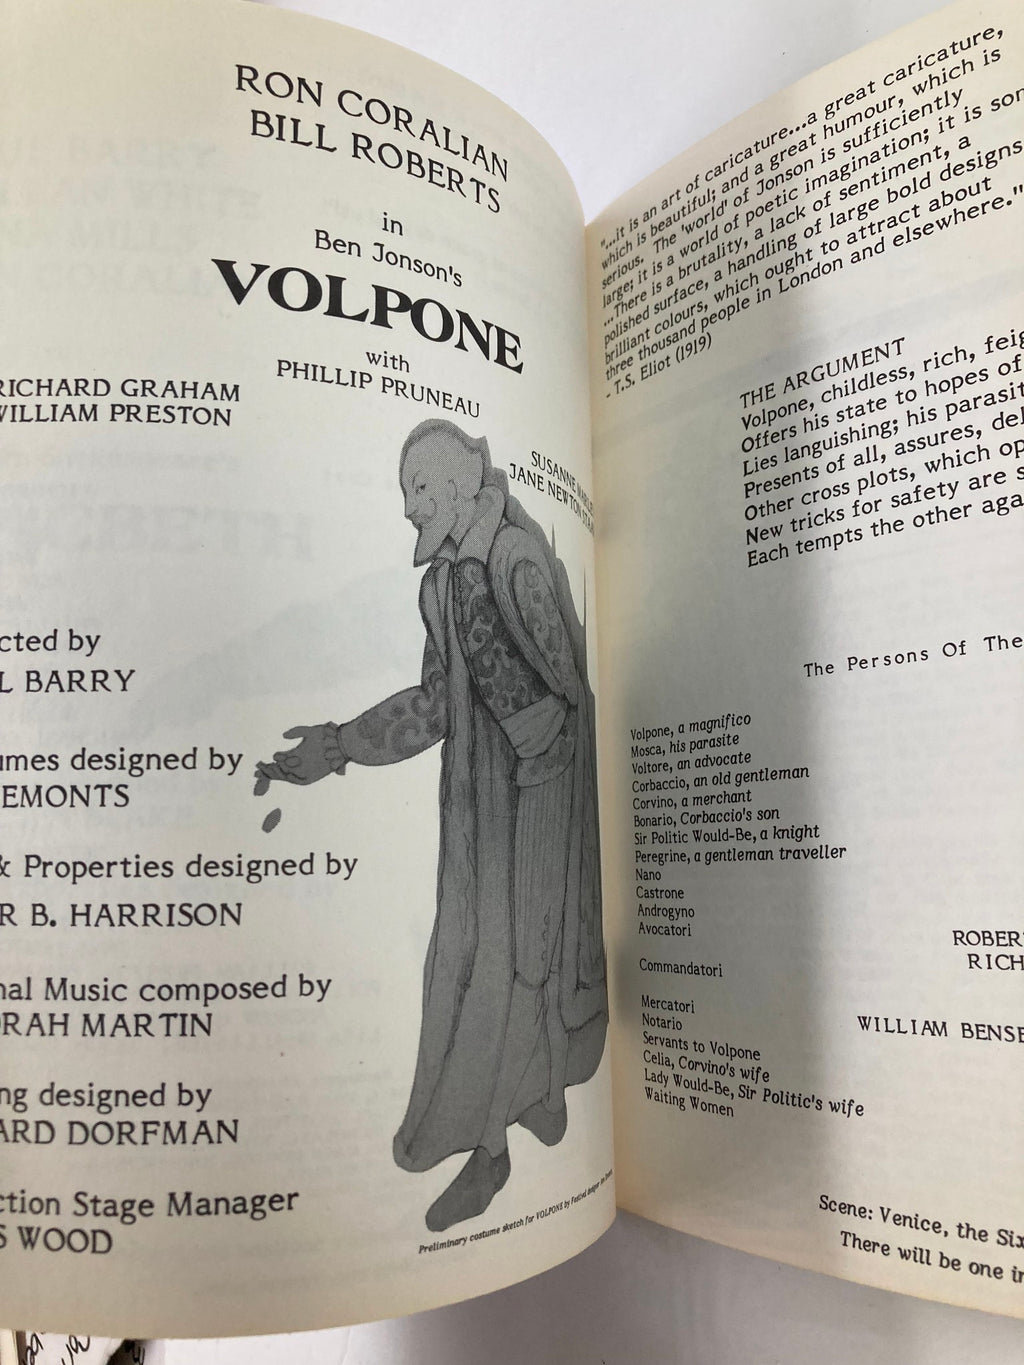 RON CORALIAN
BILL ROBERTS
in
Ben Jonson's
VOLPONE
with
PHILLIP PRUNEAU
RICHARD GRAHAM
WILLIAM PRESTON
SUSANNE
JANE NEWTON
cted by
L BARRY
umes designed by
EMONTS
& Properties designed by
R B. HARRISON
nal Music composed by
RAH MARTIN
ng designed by
ARD DORFMAN
ction Stage Manager
S WOOD
Preliminary costume sketch for VOLPONE by Festival designer
"...it is an art of caricature...a great caricature,
which is beautiful; and a great humour, which is
serious. The 'world' of Jonson is sufficiently
large; it is a world of poetic imagination; it is som
...There is a brutality, a lack of sentiment, a
polished surface, a handling of large bold designs
brilliant colours, which ought to attract about
three thousand people in London and elsewhere."
- T.S. Eliot (1919)
THE ARGUMENT
Volpone, childless, rich, feig
Offers his state to hopes of
Lies languishing; his parasit
Presents of all, assures, del
Other cross plots, which op
New tricks for safety are s
Each tempts the other aga
The Persons Of The
Volpone, a magnifico
Mosca, his parasite
Voltore, an advocate
Corbaccio, an old gentleman
Corvino, a merchant
Bonario, Corbaccio's son
Sir Politic Would-Be, a knight
Peregrine, a gentleman traveller
Nano
Castrone
Androgyno
Avocatori
ROBER
RICH
Commandatori
WILLIAM BENSE
Mercatori
Notario
Servants to Volpone
Celia, Corvino's wife
Lady Would-Be, Sir Politic's wife
Waiting Women
Scene: Venice, the Six
There will be one in